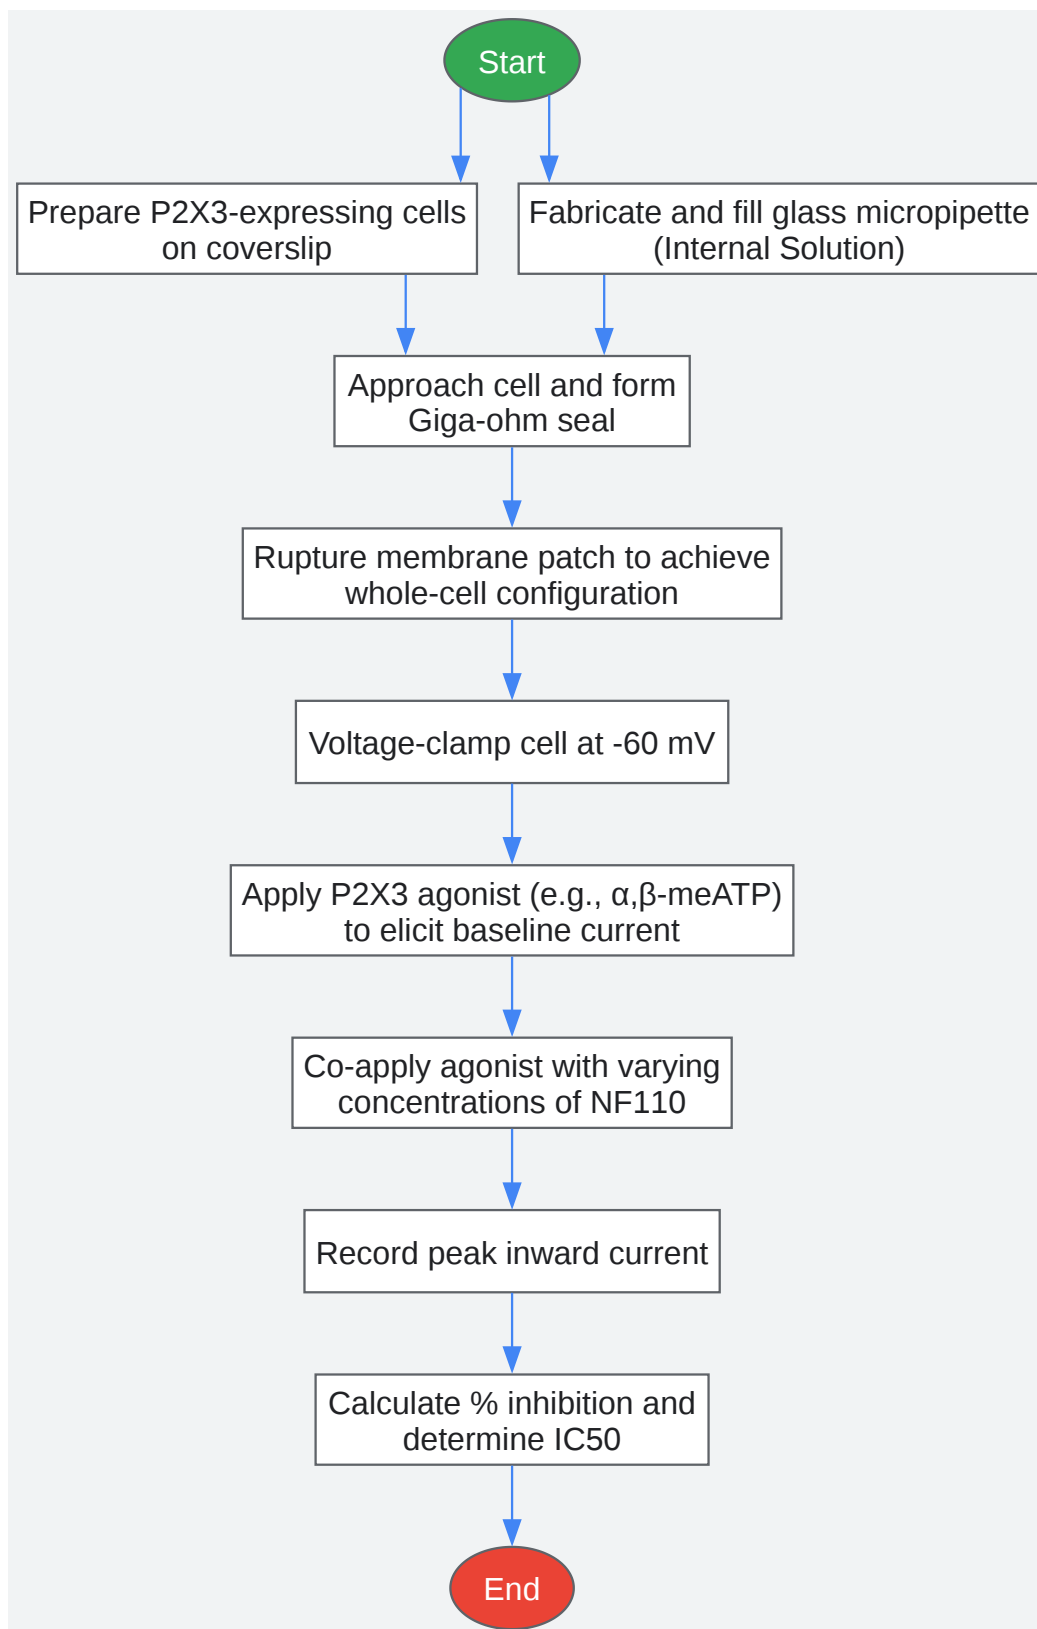 Start
Prepare P2X3-expressing cells
on coverslip
Fabricate and fill glass micropipette
(Internal Solution)
Approach cell and form
Giga-ohm seal
Rupture membrane patch to achieve
whole-cell configuration
Voltage-clamp cell at -60 mV
Apply P2X3 agonist (e.g., α,β-meATP)
to elicit baseline current
Co-apply agonist with varying
concentrations of NF110
Record peak inward current
Calculate % inhibition and
determine IC50
End